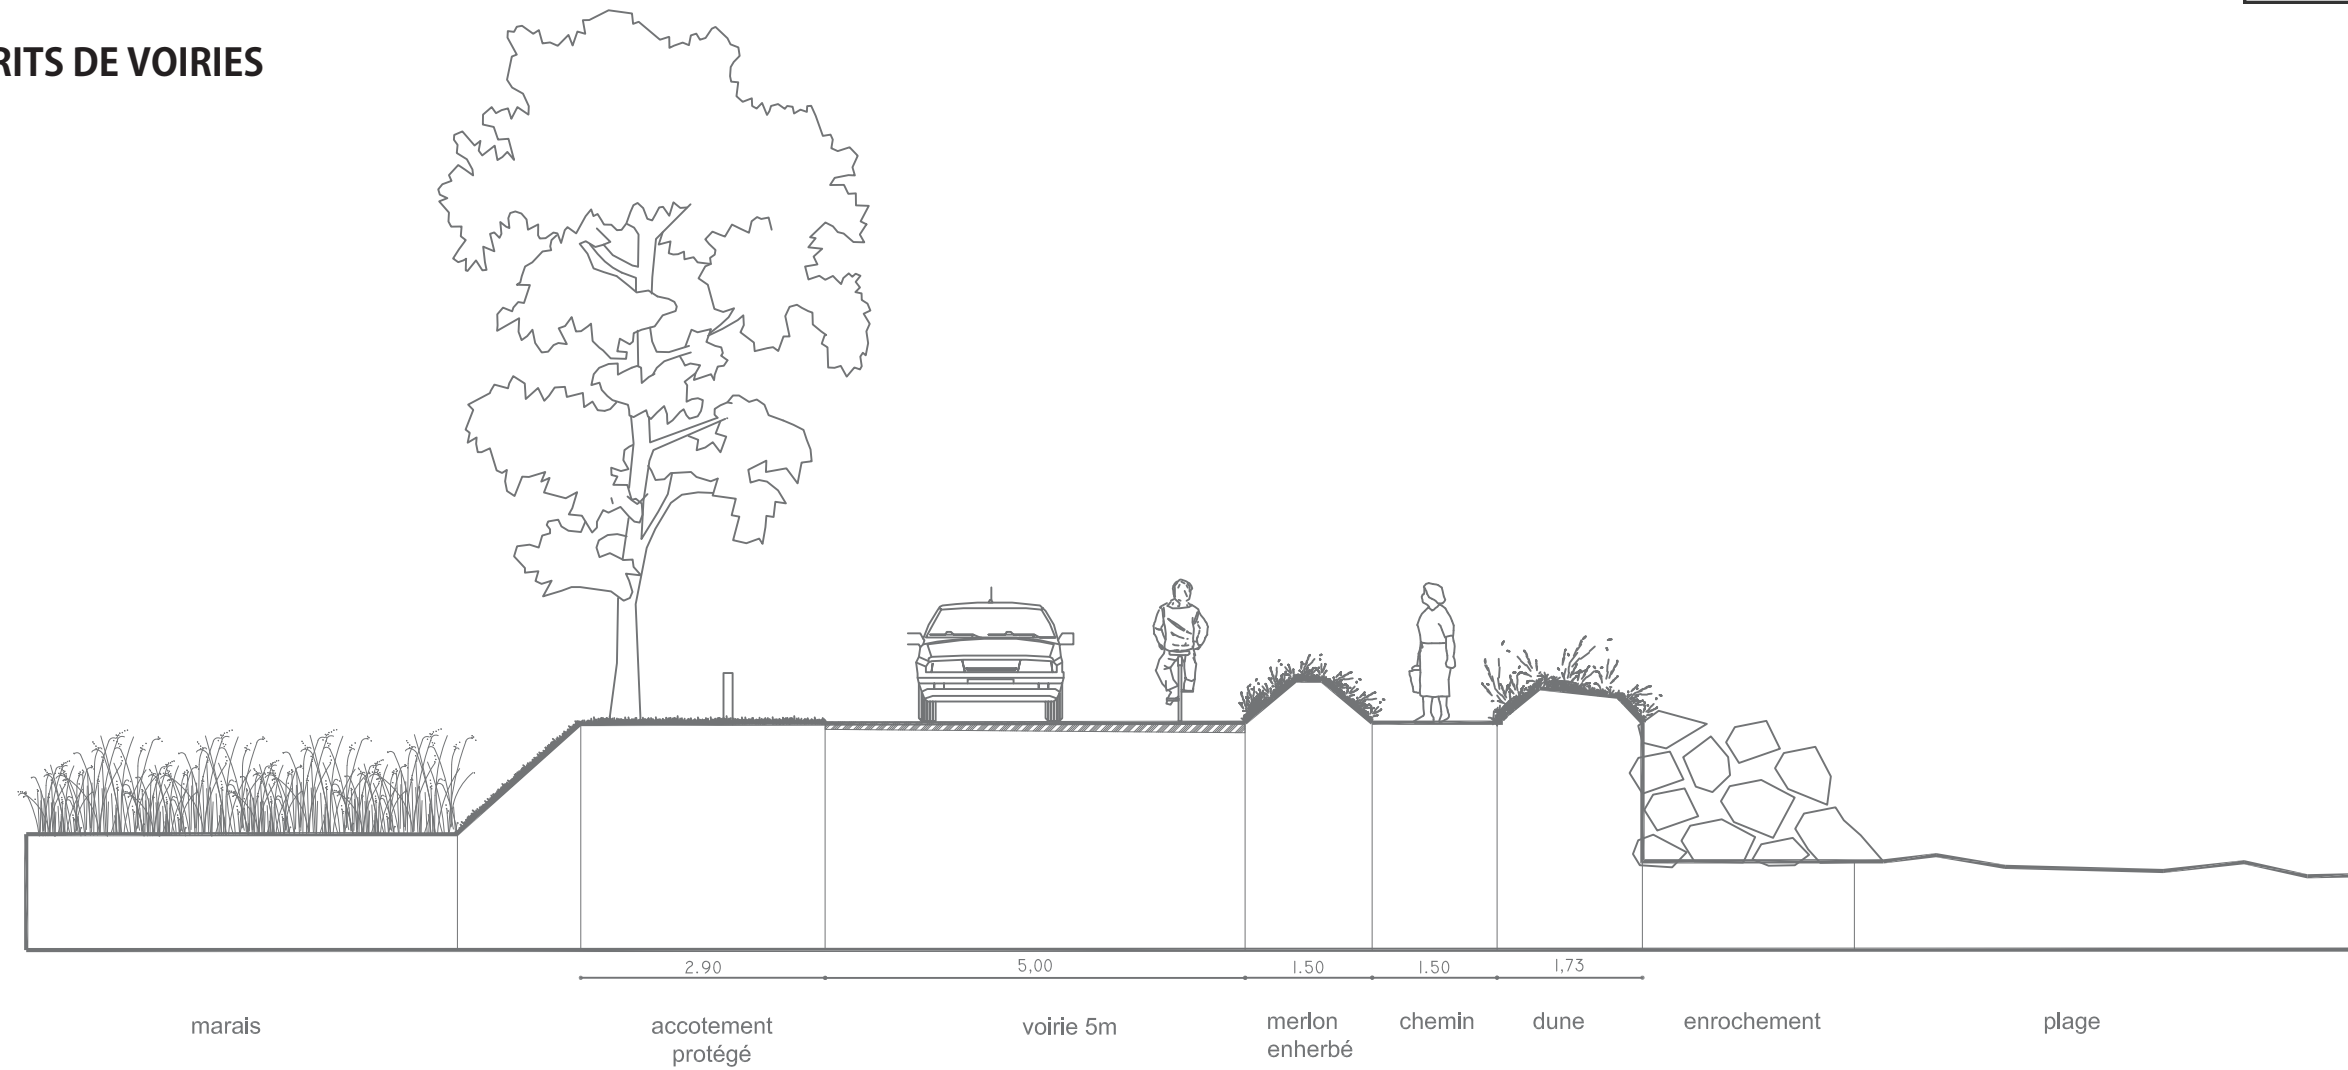 RITS DE VOIRIES
2.90
5,00
1.50
1.50
1,73
marais
accotement
protégé
voirie 5m
merlon
enherbé
chemin
dune
enrochement
plage